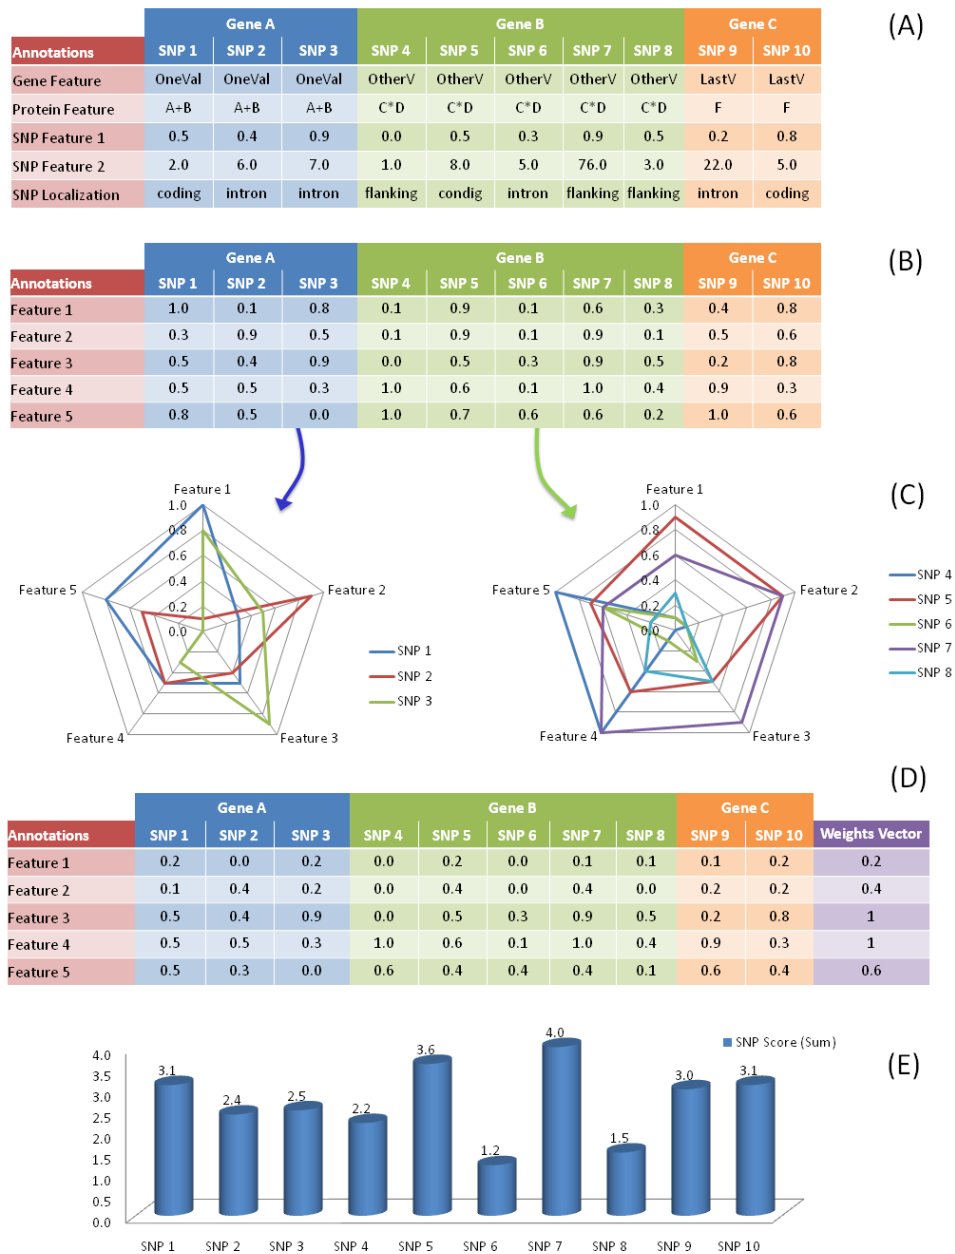 Gene A Gene B Gene C (A)
Annotations SNP 1 SNP 2 SNP 3 SNP 4 SNP 5 SNP 6 SNP 7 SNP 8 SNP 9 SNP 10
Gene Feature OneVal OneVal OneVal OtherV OtherV OtherV OtherV OtherV LastV LastV
Protein Feature A+B A+B A+B C*D C*D C*D C*D C*D F F
SNP Feature 1 0.5 0.4 0.9 0.0 0.5 0.3 0.9 0.5 0.2 0.8
SNP Feature 2 2.0 6.0 7.0 1.0 8.0 5.0 76.0 3.0 22.0 5.0
SNP Localization coding intron intron flanking condig intron flanking flanking intron coding
Gene A Gene B Gene C (B)
Annotations SNP 1 SNP 2 SNP 3 SNP 4 SNP 5 SNP 6 SNP 7 SNP 8 SNP 9 SNP 10
Feature 1 1.0 0.1 0.8 0.1 0.9 0.1 0.6 0.3 0.4 0.8
Feature 2 0.3 0.9 0.5 0.1 0.9 0.1 0.9 0.1 0.5 0.6
Feature 3 0.5 0.4 0.9 0.0 0.5 0.3 0.9 0.5 0.2 0.8
Feature 4 0.5 0.5 0.3 1.0 0.6 0.1 1.0 0.4 0.9 0.3
Feature 5 0.8 0.5 0.0 1.0 0.7 0.6 0.6 0.2 1.0 0.6
(C)
Feature 1
1.0
0.8
0.6
0.4
0.2
0.0
Feature 5
Feature 2
Feature 4
Feature 3
SNP 1
SNP 2
SNP 3
Feature 1
1.0
0.8
0.6
0.4
0.2
0.0
Feature 5
Feature 2
Feature 4
Feature 3
SNP 4
SNP 5
SNP 6
SNP 7
SNP 8
(D)
Gene A Gene B Gene C
Annotations SNP 1 SNP 2 SNP 3 SNP 4 SNP 5 SNP 6 SNP 7 SNP 8 SNP 9 SNP 10 Weights Vector
Feature 1 0.2 0.0 0.2 0.0 0.2 0.0 0.1 0.1 0.1 0.2 0.2
Feature 2 0.1 0.4 0.2 0.0 0.4 0.0 0.4 0.0 0.2 0.2 0.4
Feature 3 0.5 0.4 0.9 0.0 0.5 0.3 0.9 0.5 0.2 0.8 1
Feature 4 0.5 0.5 0.3 1.0 0.6 0.1 1.0 0.4 0.9 0.3 1
Feature 5 0.5 0.3 0.0 0.6 0.4 0.4 0.4 0.1 0.6 0.4 0.6
(E)
SNP Score (Sum)
4.0
3.5
3.0
2.5
2.0
1.5
1.0
0.5
0.0
3.1 2.4 2.5 2.2 3.6 1.2 4.0 1.5 3.0 3.1
SNP 1 SNP 2 SNP 3 SNP 4 SNP 5 SNP 6 SNP 7 SNP 8 SNP 9 SNP 10